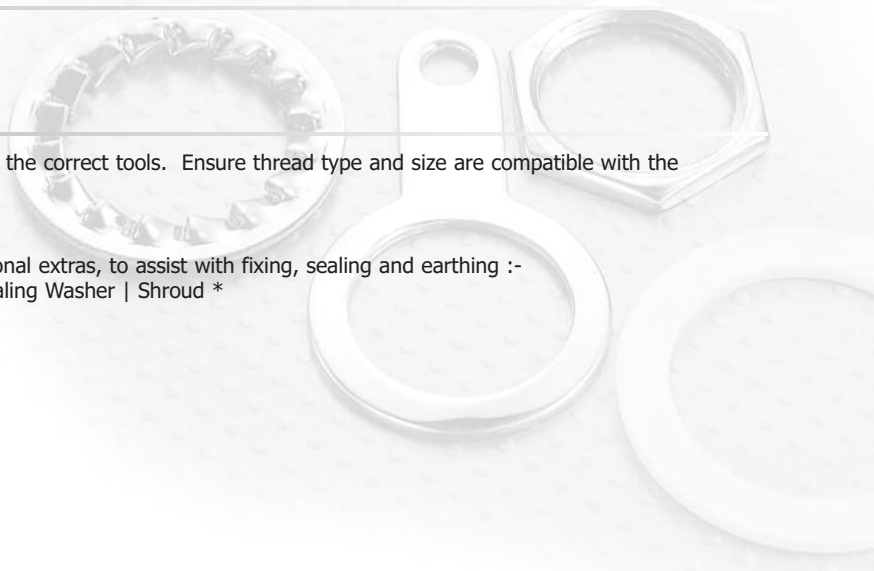 the correct tools.  Ensure thread type and size are compatible with the
onal extras, to assist with fixing, sealing and earthing :-
aling Washer | Shroud *